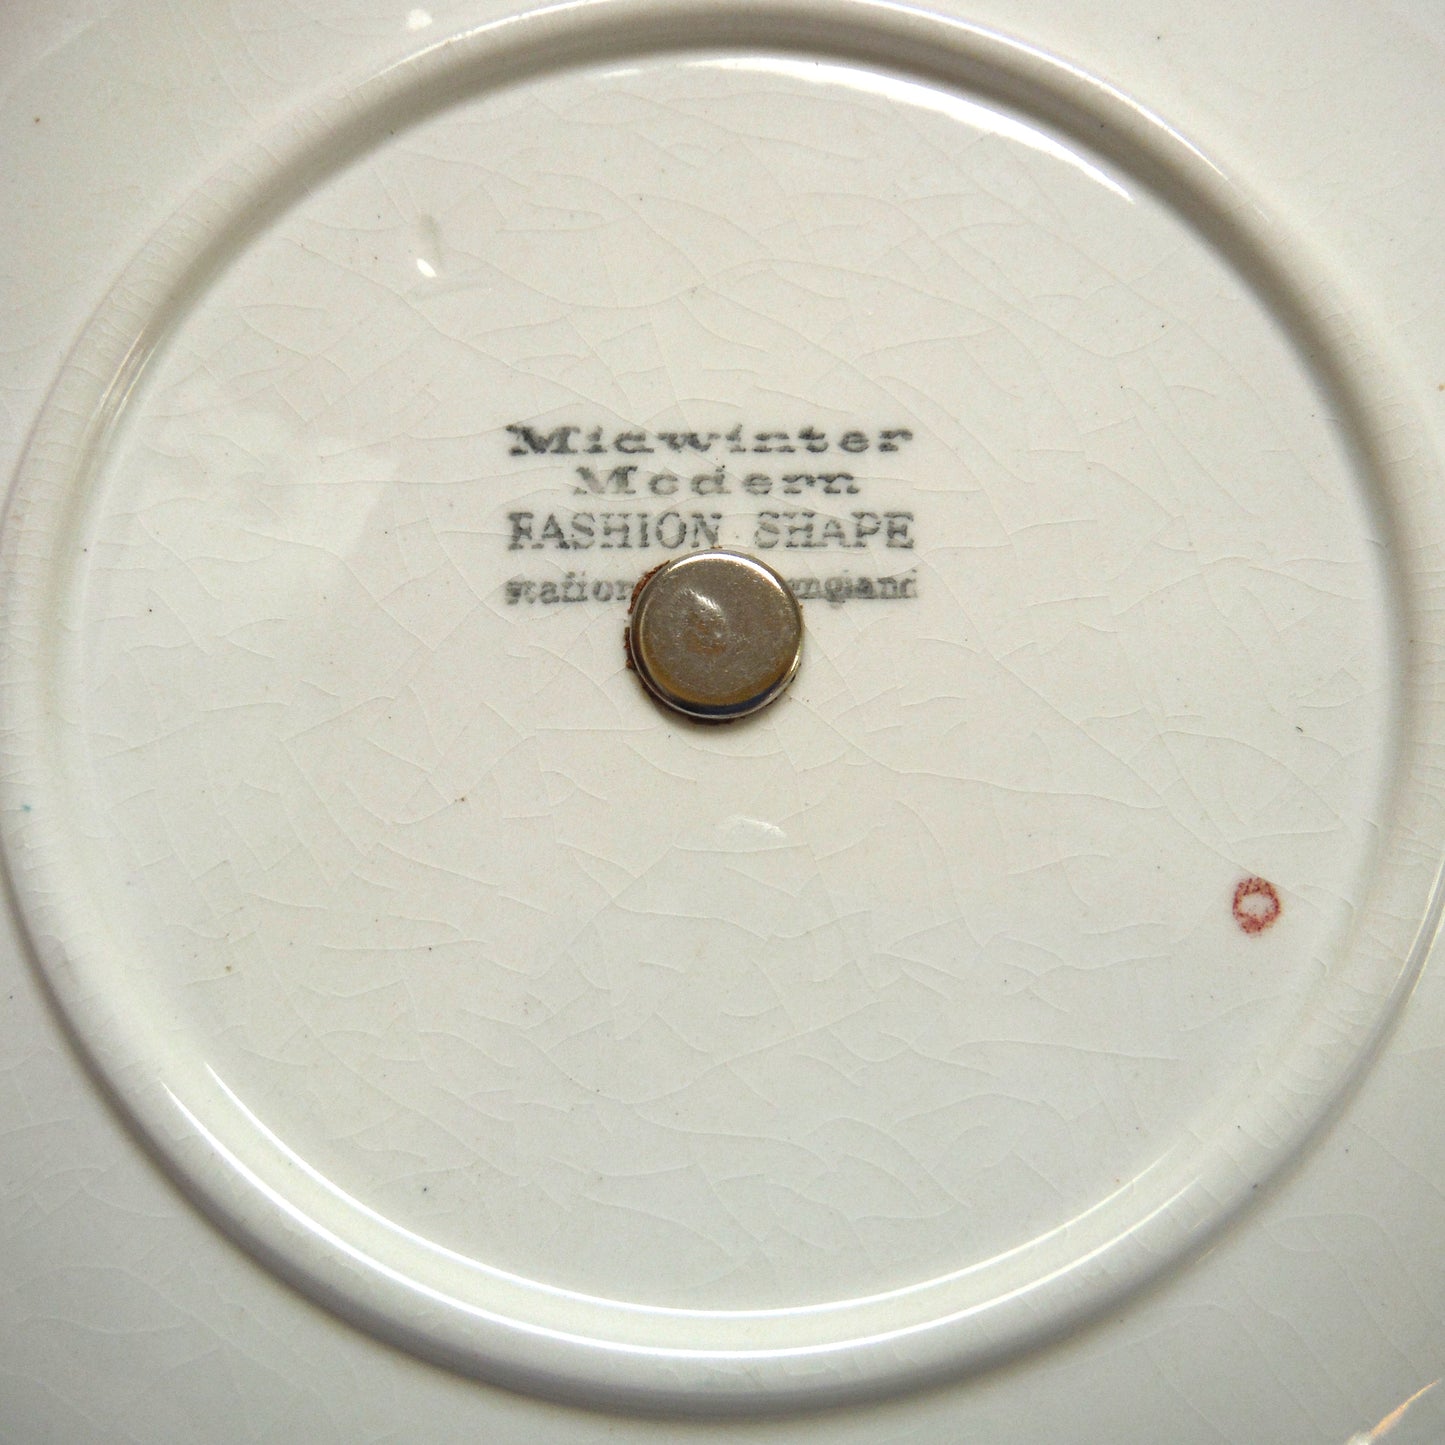 Midwinter
Modern
FASHION SHAPE
england